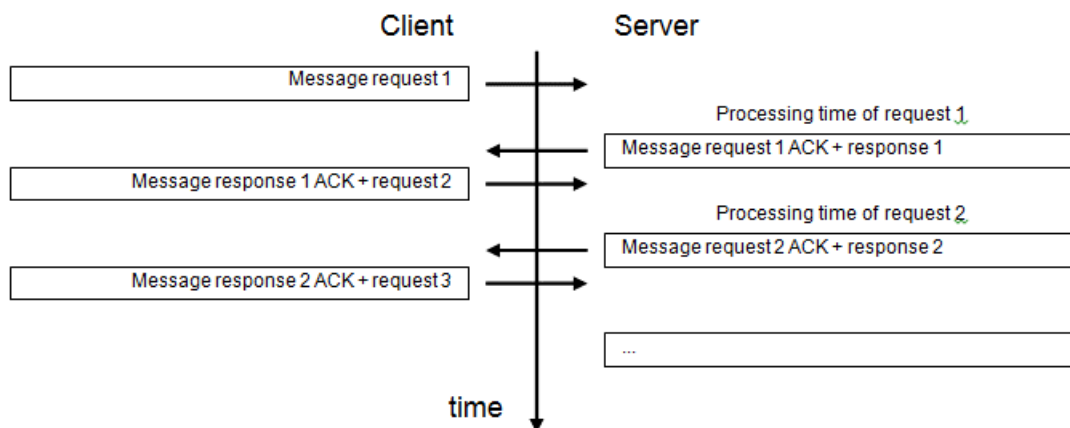 Client
Server
Message request 1
Processing time of request 1
Message request 1 ACK + response 1
Message response 1 ACK + request 2
Processing time of request 2
Message request 2 ACK + response 2
Message response 2 ACK + request 3
...
time